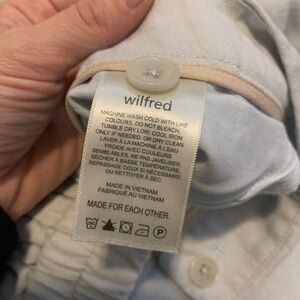 wilfred
MACHINE WASH COLD WITH LIKE
COLOURS, DO NOT BLEACH,
TUMBLE DRY LOW, COOL IRON
ONLY IF NEEDED, OR DRY CLEAN.
LAVER À LA MACHINE À L'EAU
FROIDE AVEC COULEURS
SEMBLABLES, NE PAS JAVELLISER,
SÉCHER À BASSE TEMPÉRATURE,
REPASSAGE DOUX SI NÉCESSAIRE,
OU NETTOYER À SEC.
MADE IN VIETNAM
FABRIQUÉ AU VIETNAM
MADE FOR EACH OTHER.
P